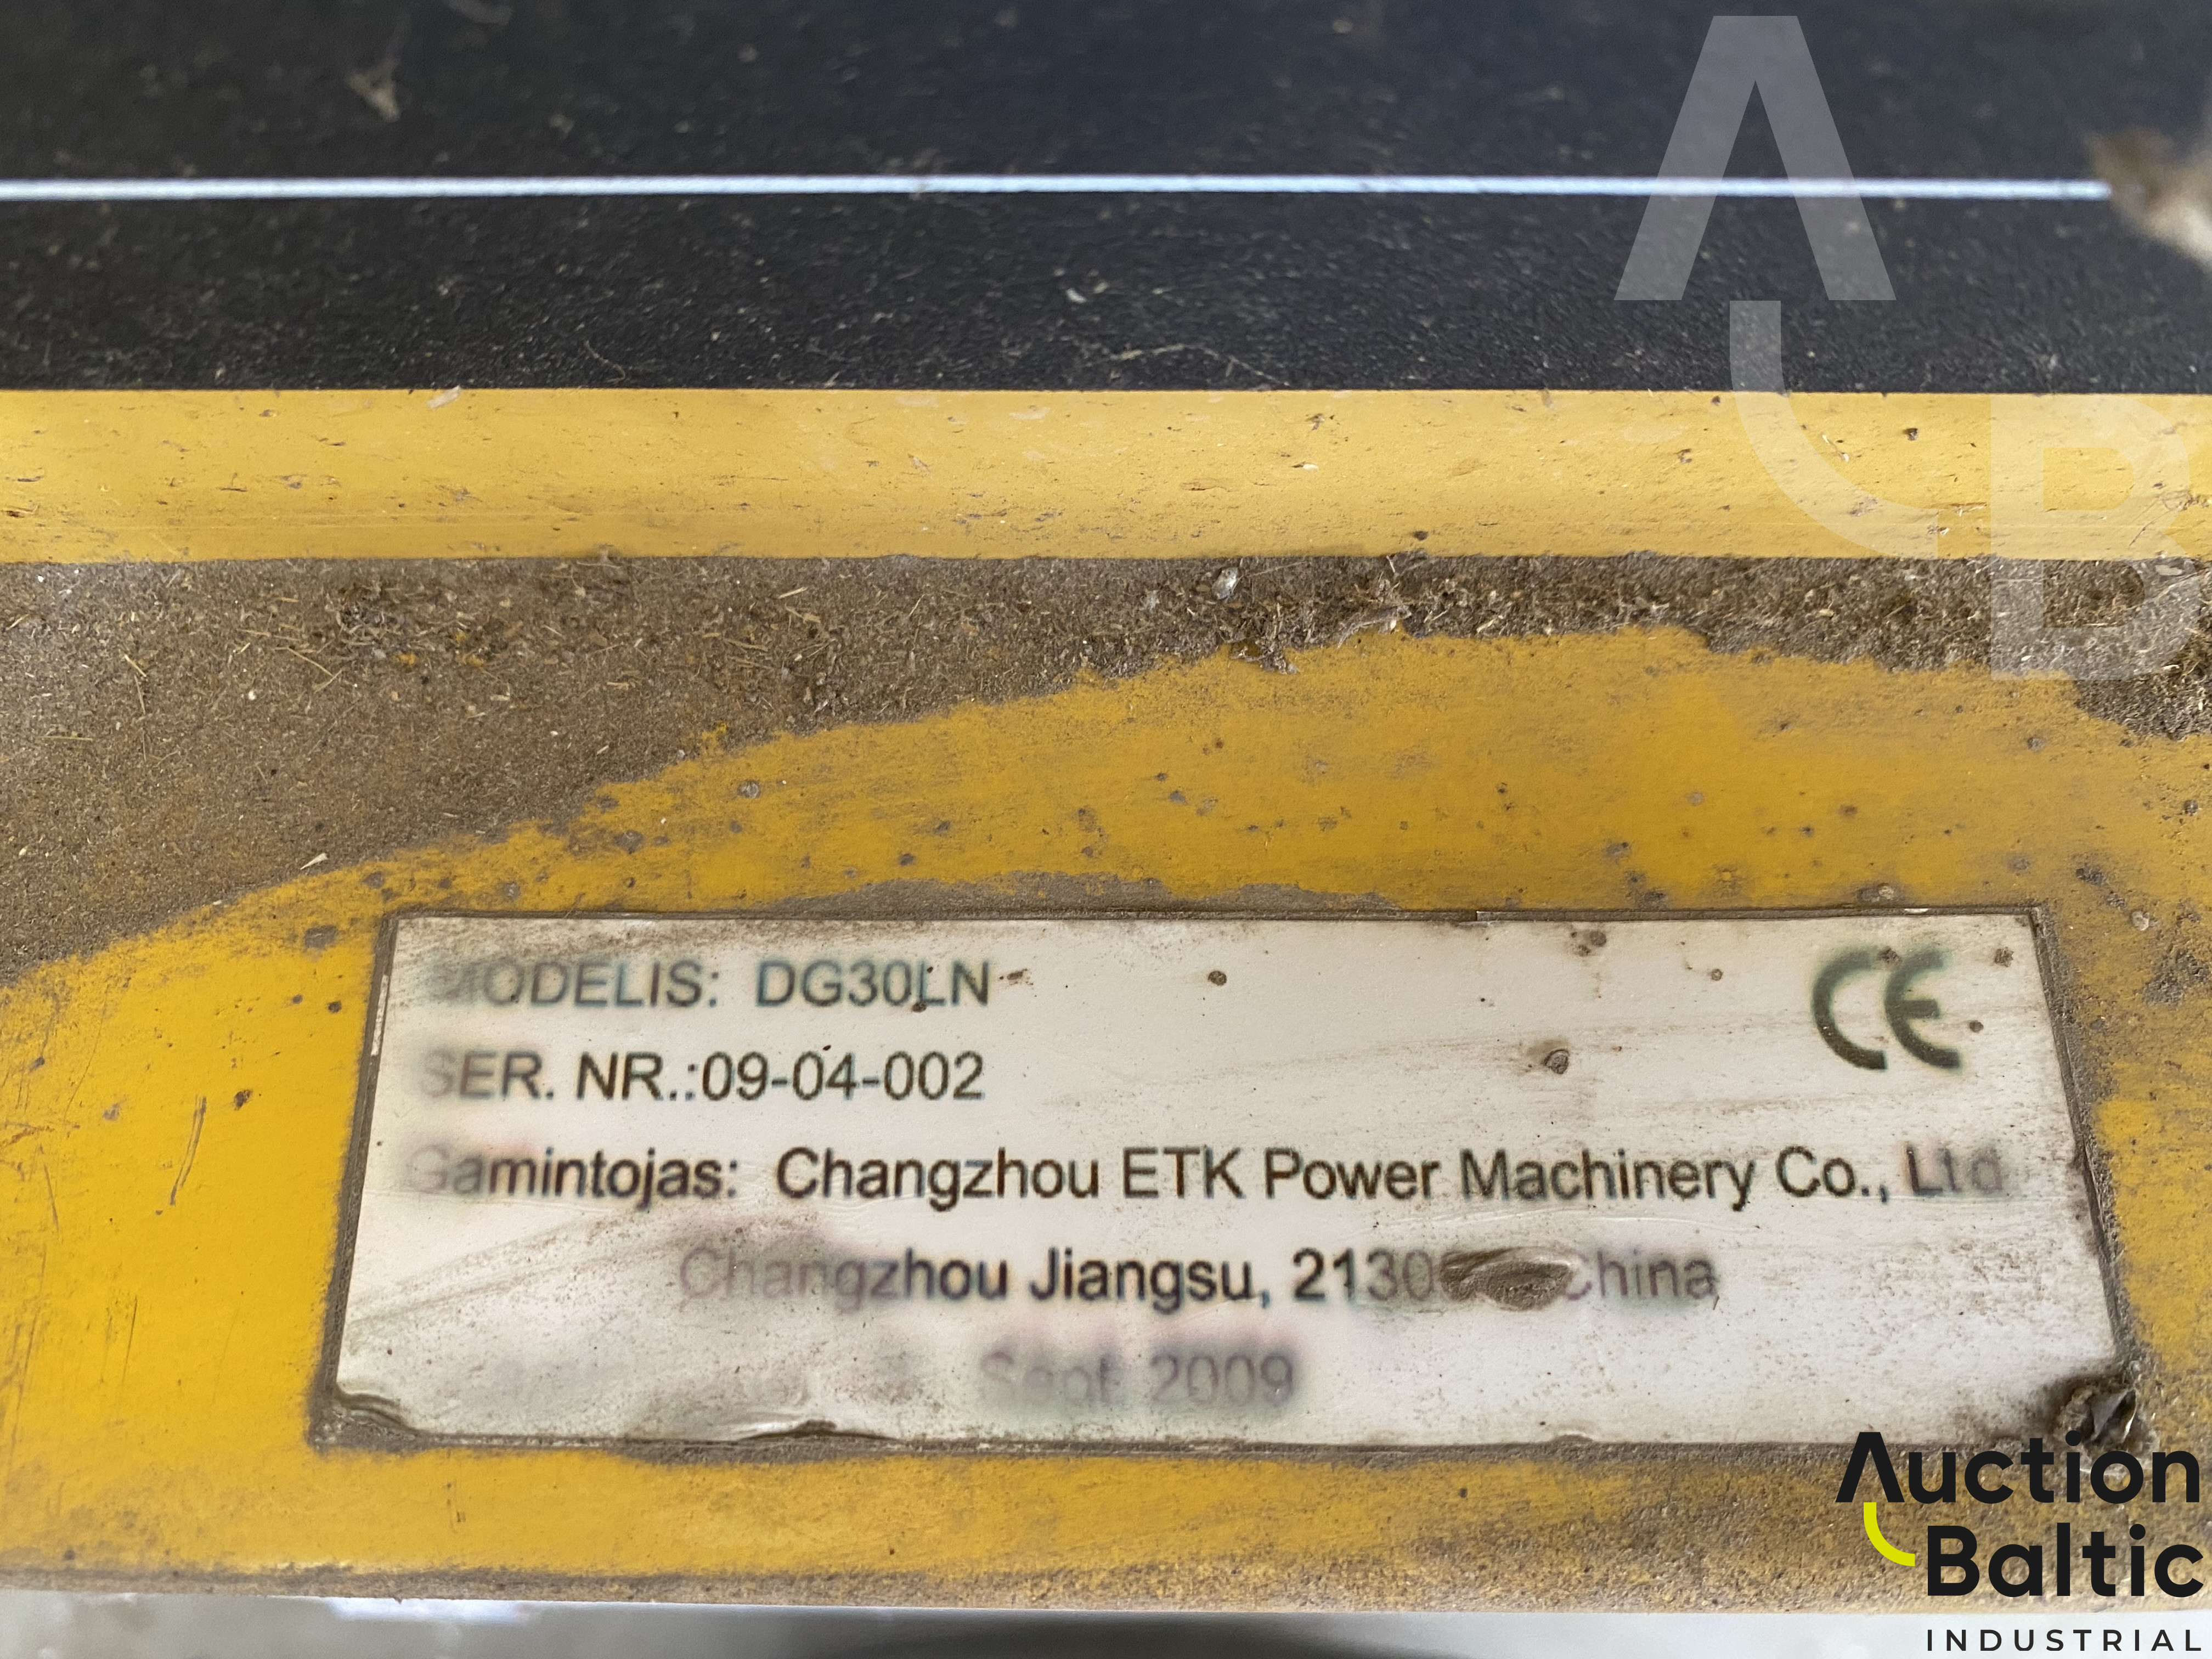 MODELIS: DG30LN
CE
SER. NR.:09-04-002
Gamintojas: Changzhou ETK Power Machinery Co., Ltd
Changzhou Jiangsu, China
Sept 2009
Auction
Baltic
INDUSTRIAL